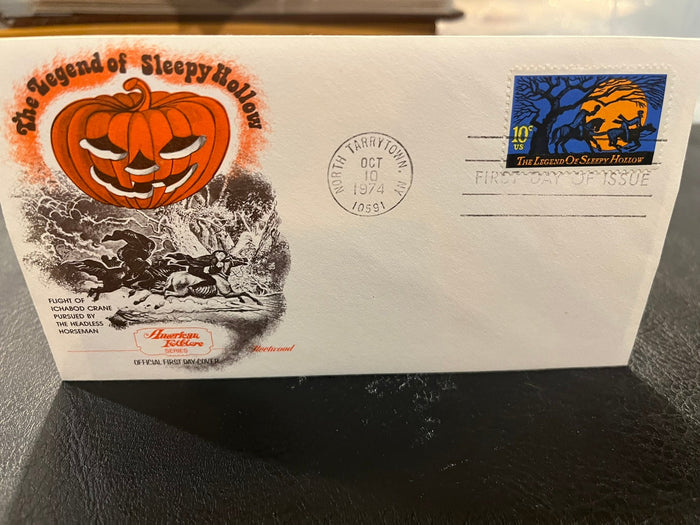 The Legend of Sleepy Hollow
10c
US
THE LEGEND OF SLEEPY HOLLOW
NORTH TARRYTOWN, NY
OCT
10
1974
10591
FIRST DAY OF ISSUE
FLIGHT OF
ICHABOD CRANE
PURSUED BY
THE HEADLESS
HORSEMAN
American
Folklore
SERIES
Fleetwood
OFFICIAL FIRST DAY COVER